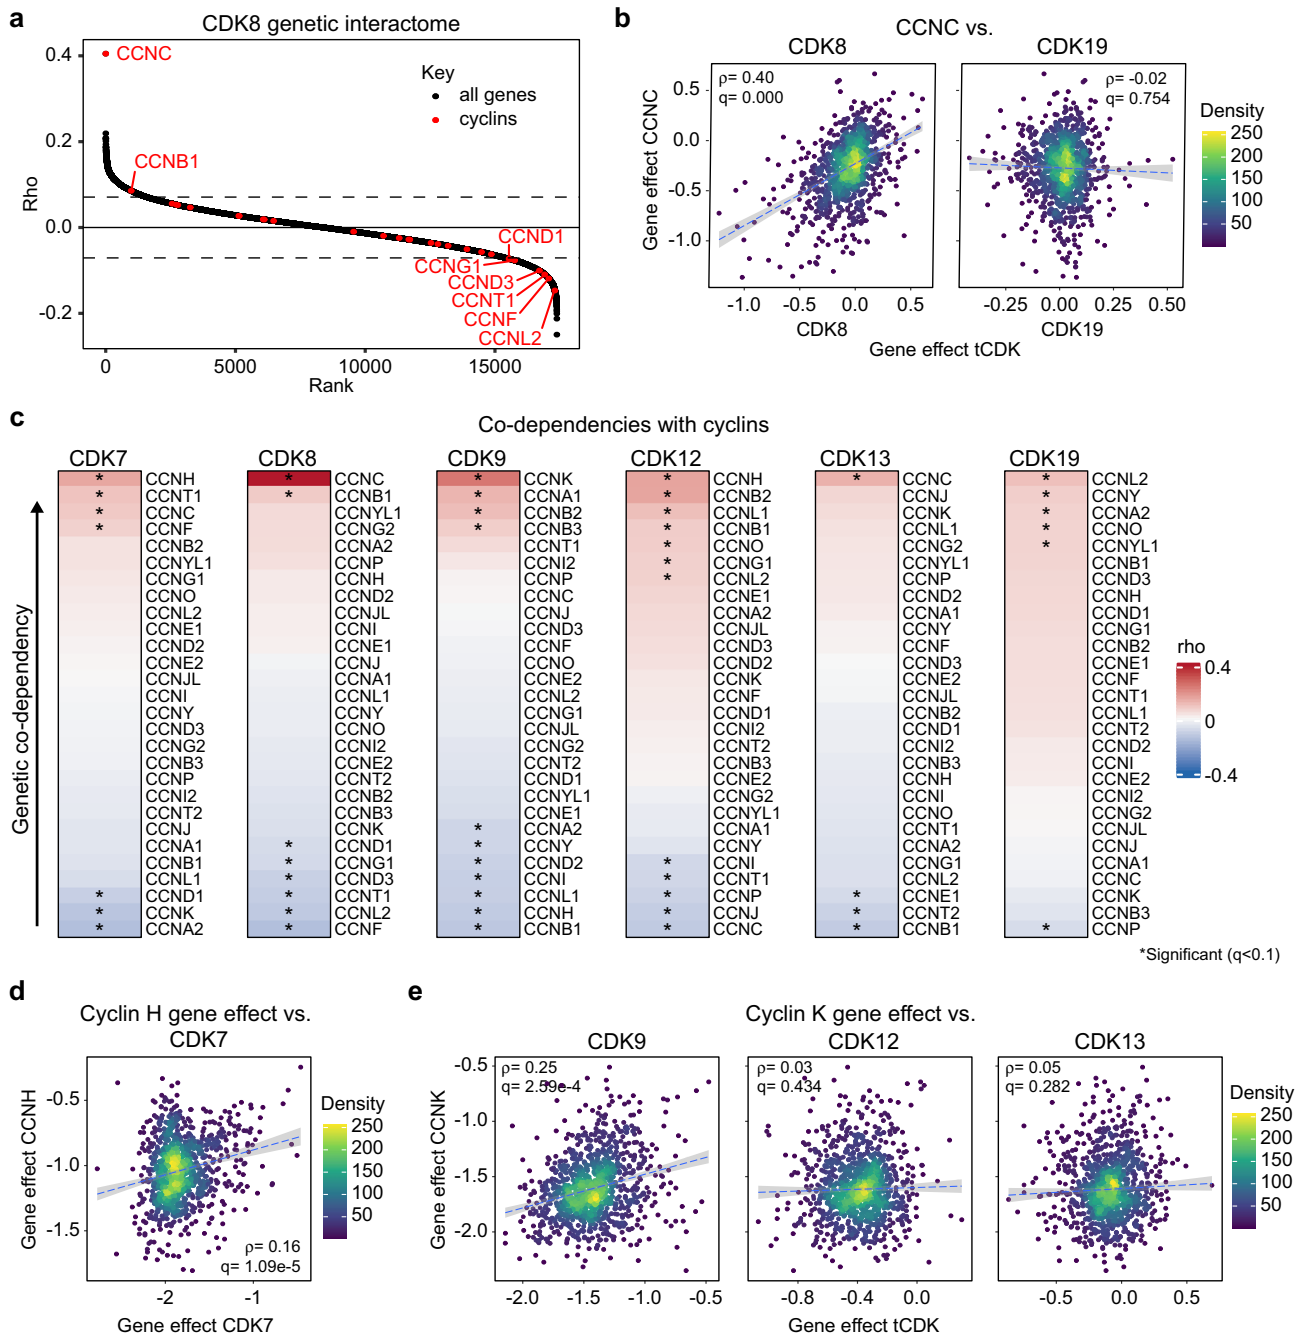 a
CDK8 genetic interactome
0.4
0.2
0.0
-0.2
Rho
CCNC
CCNB1
Key
all genes
cyclins
CCND1
CCNG1
CCND3
CCNT1
CCNF
CCNL2
0
5000
10000
15000
Rank
b
CCNC vs.
CDK8
CDK19
ρ= 0.40
q= 0.000
ρ= -0.02
q= 0.754
0.5
0.0
-0.5
-1.0
Gene effect CCNC
-1.0 -0.5 0.0 0.5
-0.25 0.00 0.25 0.50
CDK8
CDK19
Gene effect tCDK
Density
250
200
150
100
50
c
Co-dependencies with cyclins
Genetic co-dependency
CDK7
* CCNH
* CCNT1
* CCNC
* CCNF
CCNB2
CCNYL1
CCNG1
CCNO
CCNL2
CCNE1
CCND2
CCNE2
CCNJL
CCNI
CCNY
CCND3
CCNG2
CCNB3
CCNP
CCNI2
CCNT2
CCNJ
CCNA1
CCNB1
CCNL1
* CCND1
* CCNK
* CCNA2
CDK8
* CCNC
* CCNB1
CCNYL1
CCNG2
CCNA2
CCNP
CCNH
CCND2
CCNJL
CCNI
CCNE1
CCNJ
CCNA1
CCNL1
CCNY
CCNO
CCNI2
CCNE2
CCNT2
CCNB2
CCNB3
CCNK
* CCND1
* CCNG1
* CCND3
* CCNT1
* CCNL2
* CCNF
CDK9
* CCNK
* CCNA1
* CCNB2
* CCNB3
CCNT1
CCNI2
CCNP
CCNC
CCNJ
CCND3
CCNF
CCNO
CCNE2
CCNL2
CCNG1
CCNJL
CCNG2
CCNT2
CCND1
CCNYL1
CCNE1
* CCNA2
* CCNY
* CCND2
* CCNI
* CCNL1
* CCNH
* CCNB1
CDK12
* CCNH
* CCNB2
* CCNL1
* CCNB1
* CCNO
* CCNG1
* CCNL2
CCNE1
CCNA2
CCNJL
CCND3
CCND2
CCNK
CCNF
CCND1
CCNI2
CCNT2
CCNB3
CCNE2
CCNG2
CCNYL1
CCNA1
CCNY
* CCNI
* CCNT1
* CCNP
* CCNJ
* CCNC
CDK13
* CCNC
CCNJ
CCNK
CCNL1
CCNG2
CCNYL1
CCNP
CCND2
CCNA1
CCNY
CCNF
CCND3
CCNE2
CCNJL
CCNB2
CCND1
CCNI2
CCNB3
CCNH
CCNI
CCNO
CCNT1
CCNA2
CCNG1
CCNL2
* CCNE1
* CCNT2
* CCNB1
CDK19
* CCNL2
* CCNY
* CCNA2
* CCNO
* CCNYL1
CCNB1
CCND3
CCNH
CCND1
CCNG1
CCNB2
CCNE1
CCNF
CCNT1
CCNL1
CCNT2
CCND2
CCNI
CCNE2
CCNI2
CCNG2
CCNJL
CCNJ
CCNA1
CCNC
CCNK
CCNB3
* CCNP
rho
0.4
0
-0.4
*Significant (q<0.1)
d
Cyclin H gene effect vs.
CDK7
-0.5
-1.0
-1.5
Gene effect CCNH
ρ= 0.16
q= 1.09e-5
-2 -1
Gene effect CDK7
Density
250
200
150
100
50
e
Cyclin K gene effect vs.
CDK9
CDK12
CDK13
ρ= 0.25
q= 2.59e-4
ρ= 0.03
q= 0.434
ρ= 0.05
q= 0.282
-0.5
-1.0
-1.5
-2.0
Gene effect CCNK
-2.0 -1.5 -1.0 -0.5
-0.8 -0.4 0.0
-0.5 0.0 0.5
Gene effect tCDK
Density
250
200
150
100
50